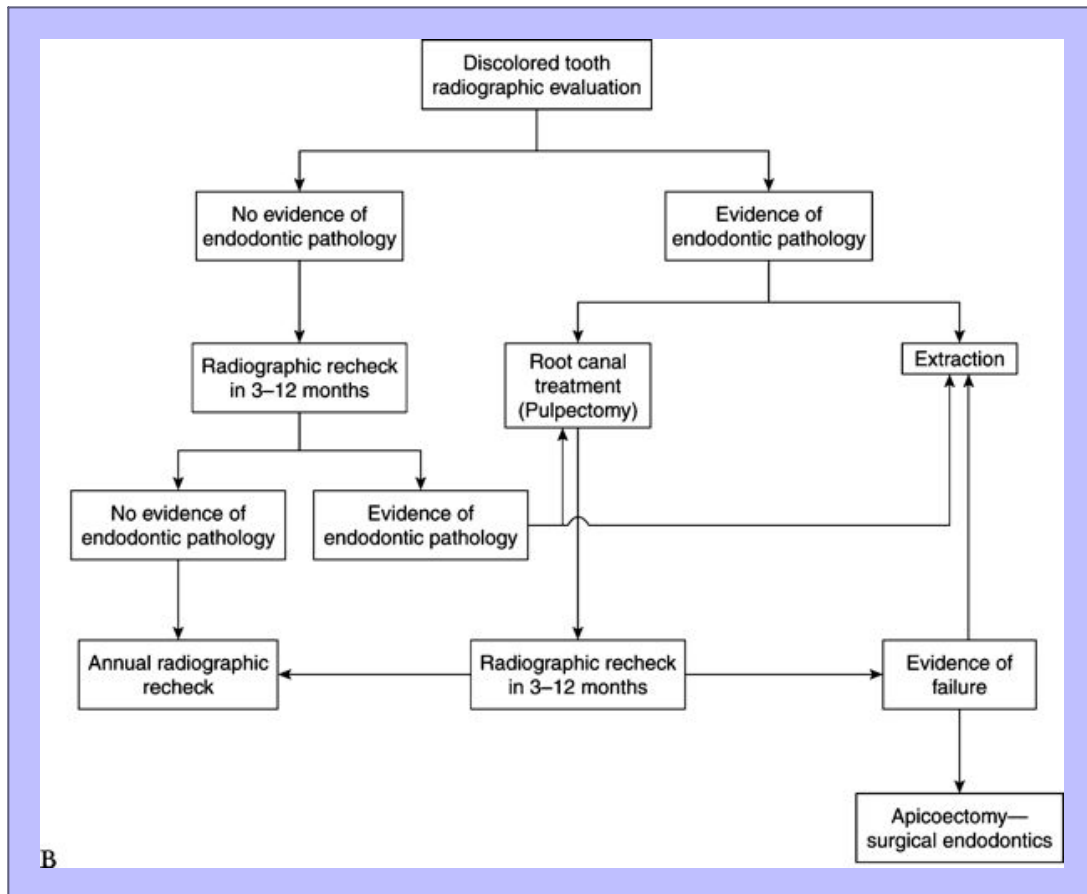 Discolored tooth
radiographic evaluation
No evidence of
endodontic pathology
Evidence of
endodontic pathology
Radiographic recheck
in 3–12 months
Root canal
treatment
(Pulpectomy)
Extraction
No evidence of
endodontic pathology
Evidence of
endodontic pathology
Annual radiographic
recheck
Radiographic recheck
in 3–12 months
Evidence of
failure
Apicoectomy—
surgical endodontics
B